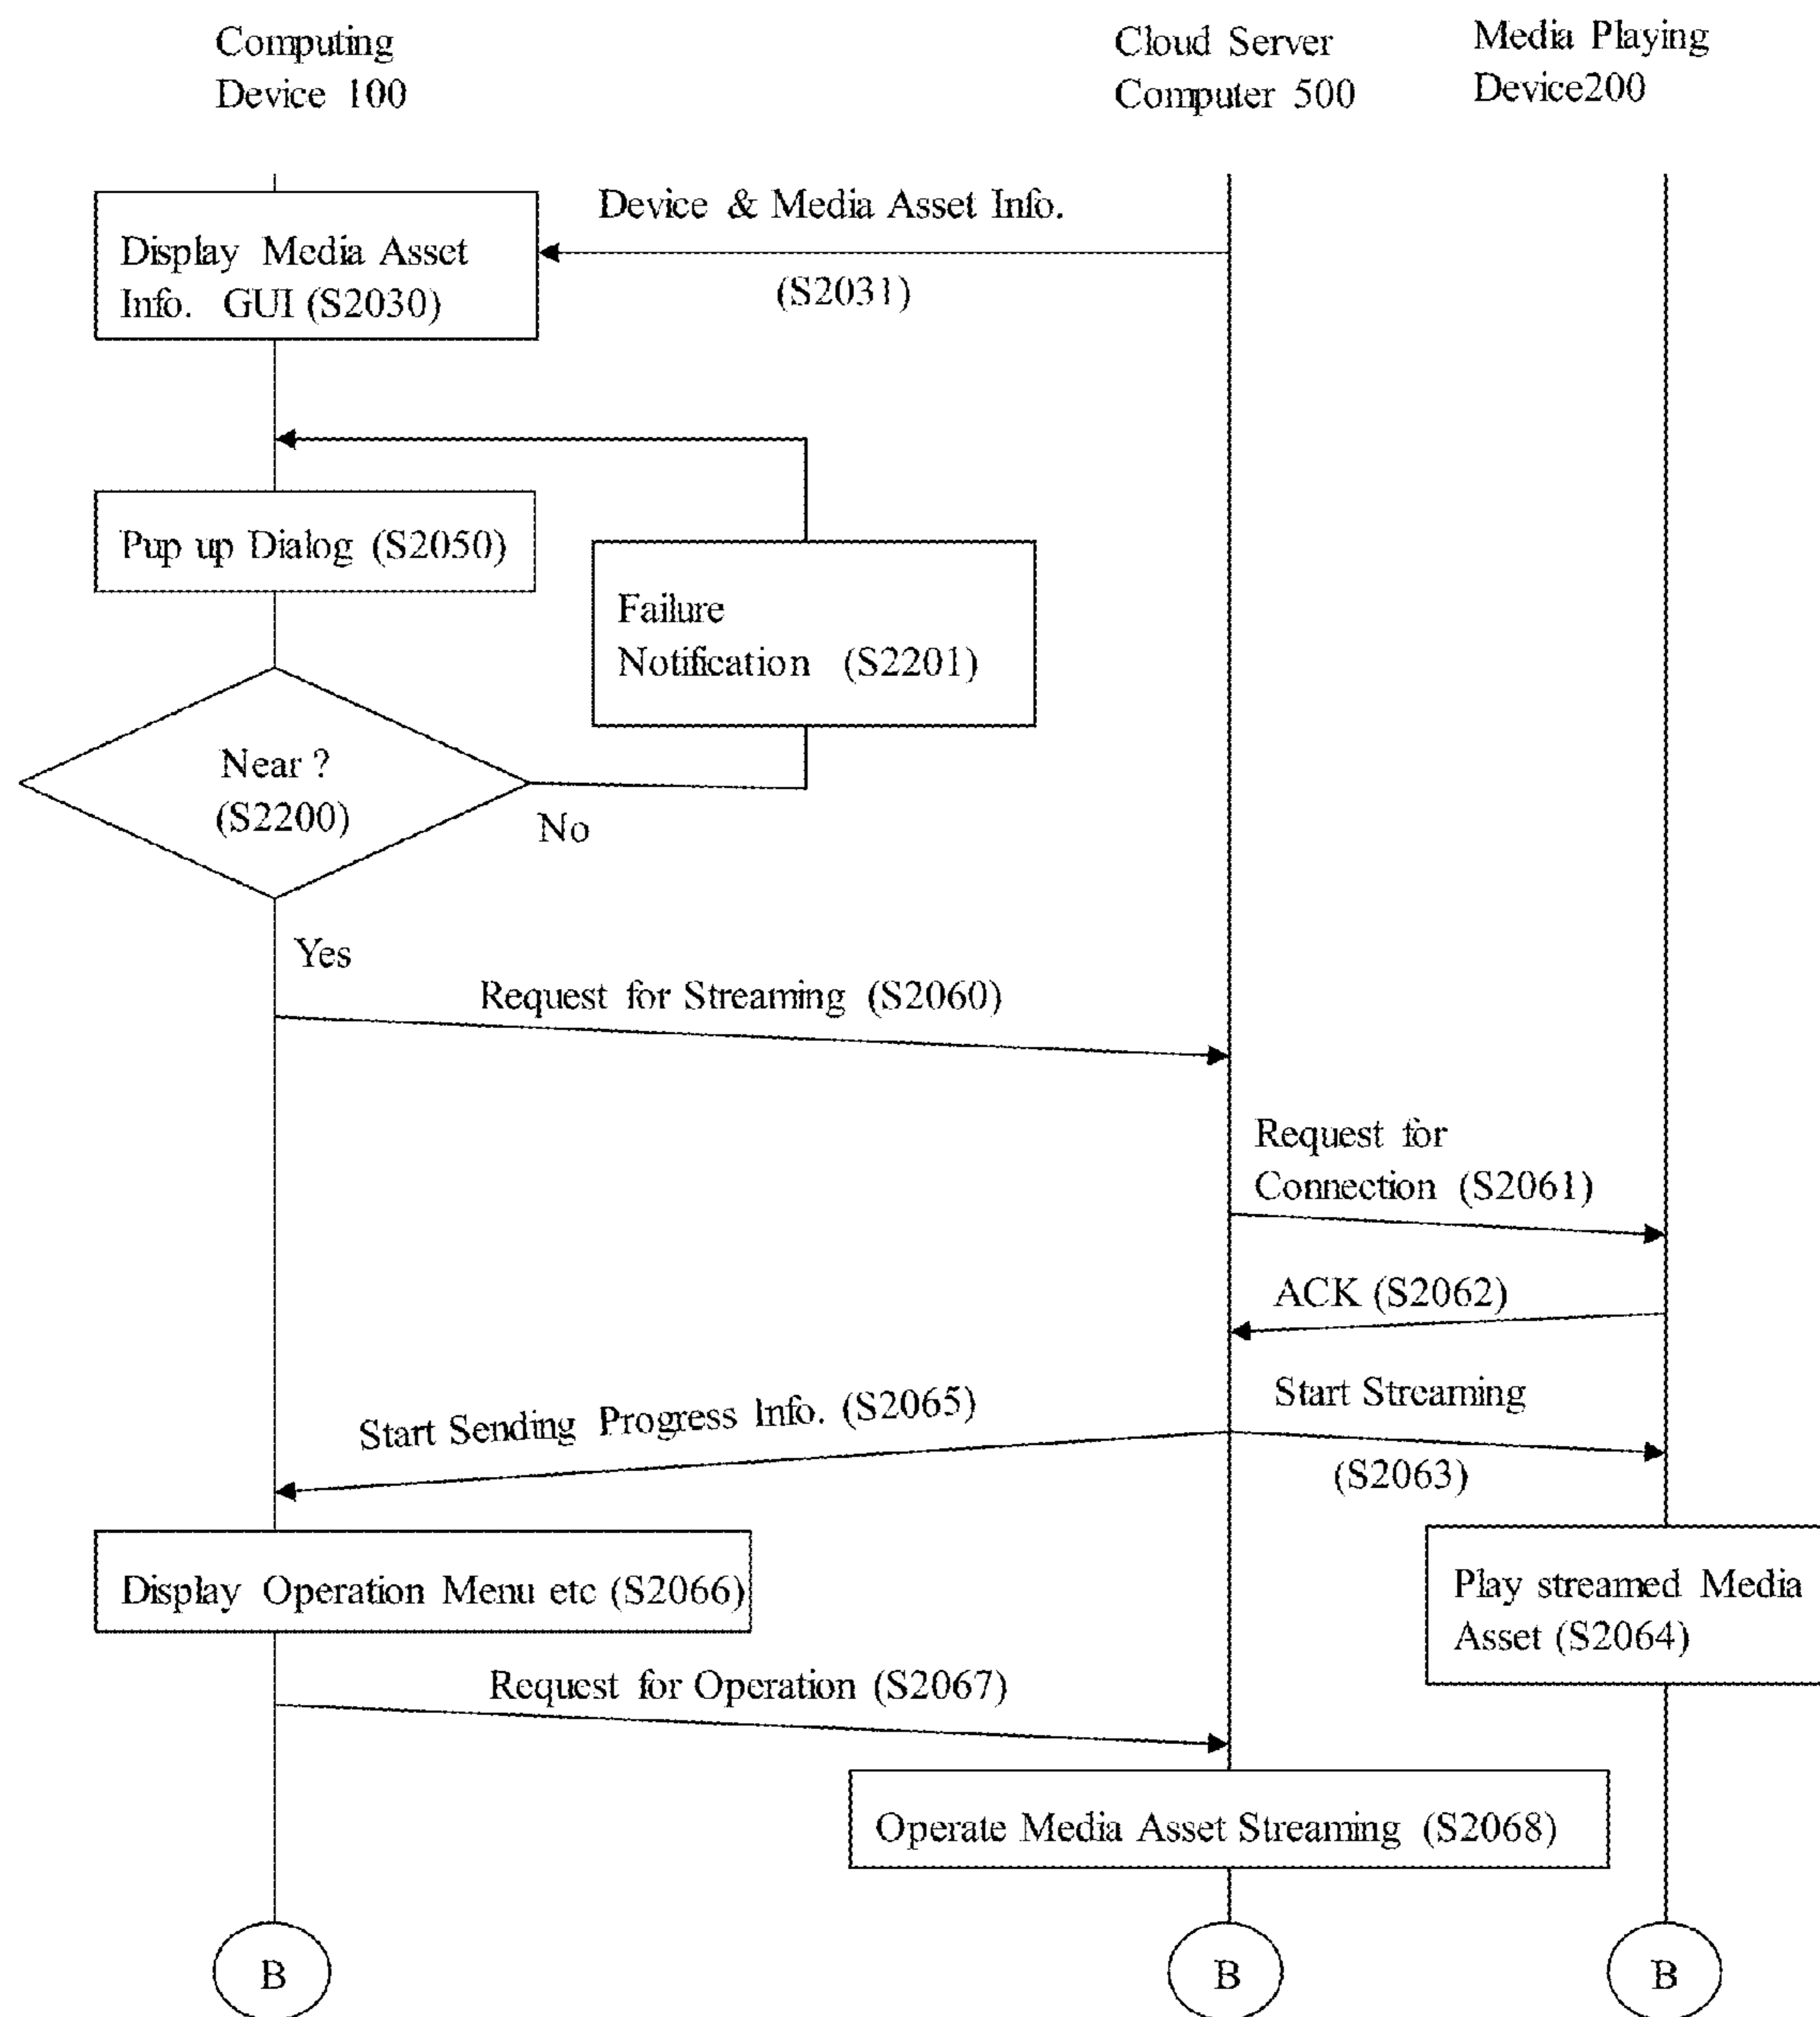 Computing
Device 100
Cloud Server
Computer 500
Media Playing
Device200
Device & Media Asset Info.
(S2031)
Display Media Asset
Info. GUI (S2030)
Pup up Dialog (S2050)
Failure
Notification (S2201)
Near ?
(S2200)
No
Yes
Request for Streaming (S2060)
Request for
Connection (S2061)
ACK (S2062)
Start Sending Progress Info. (S2065)
Start Streaming
(S2063)
Display Operation Menu etc (S2066)
Play streamed Media
Asset (S2064)
Request for Operation (S2067)
Operate Media Asset Streaming (S2068)
B
B
B